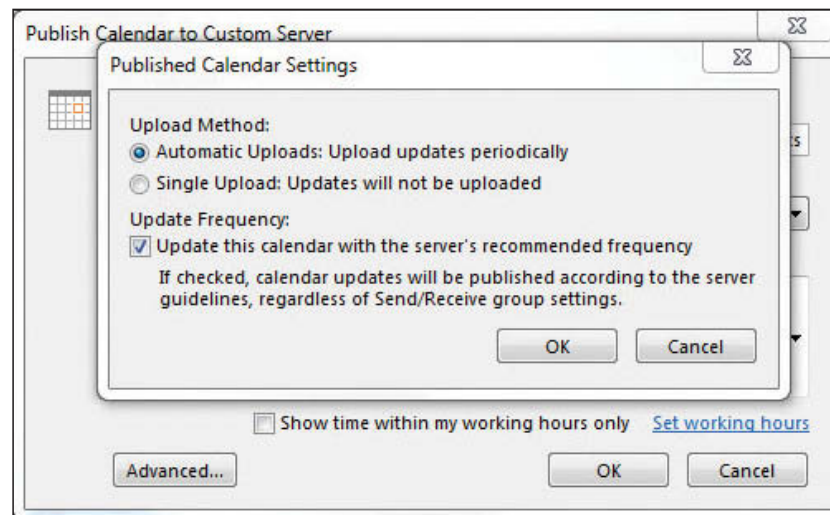 Publish Calendar to Custom Server
Published Calendar Settings
Upload Method:
Automatic Uploads: Upload updates periodically
Single Upload: Updates will not be uploaded
Update Frequency:
Update this calendar with the server's recommended frequency
If checked, calendar updates will be published according to the server
guidelines, regardless of Send/Receive group settings.
OK Cancel
Show time within my working hours only Set working hours
Advanced... OK Cancel